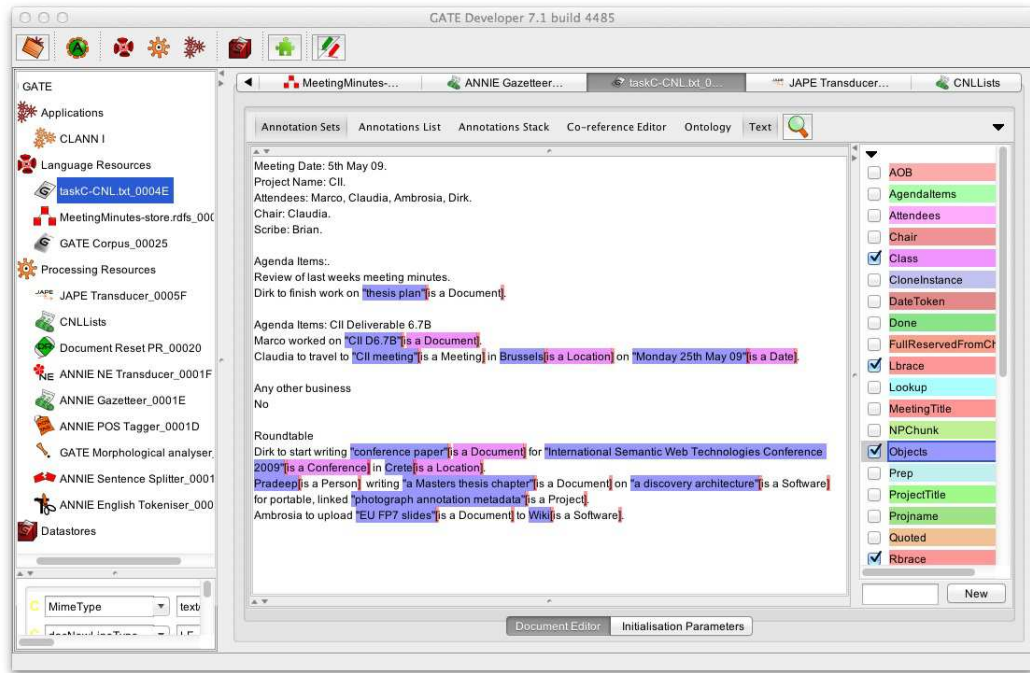 GATE Developer 7.1 build 4485
GATE
Applications
CLANN I
Language Resources
taskC-CNL.txt_0004E
MeetingMinutes-store.rdfs_000
GATE Corpus_00025
Processing Resources
JAPE Transducer_0005F
CNLLists
Document Reset PR_00020
ANNIE NE Transducer_0001F
ANNIE Gazetteer_0001E
ANNIE POS Tagger_0001D
GATE Morphological analyser_
ANNIE Sentence Splitter_0001
ANNIE English Tokeniser_000
Datastores
C MimeType text/
MeetingMinutes-... ANNIE Gazetteer... taskC-CNL.txt_0... JAPE Transducer... CNLLists
Annotation Sets Annotations List Annotations Stack Co-reference Editor Ontology Text
Meeting Date: 5th May 09.
Project Name: CII.
Attendees: Marco, Claudia, Ambrosia, Dirk.
Chair: Claudia.
Scribe: Brian.
Agenda Items:.
Review of last weeks meeting minutes.
Dirk to finish work on "thesis plan"[is a Document].
Agenda Items: CII Deliverable 6.7B
Marco worked on "CII D6.7B"[is a Document].
Claudia to travel to "CII meeting"[is a Meeting] in Brussels[is a Location] on "Monday 25th May 09"[is a Date].
Any other business
No
Roundtable
Dirk to start writing "conference paper"[is a Document] for "International Semantic Web Technologies Conference
2009"[is a Conference] in Crete[is a Location].
Pradeep[is a Person] writing "a Masters thesis chapter"[is a Document] on "a discovery architecture"[is a Software]
for portable, linked "photograph annotation metadata"[is a Project].
Ambrosia to upload "EU FP7 slides"[is a Document] to Wiki[is a Software].
AOB
AgendaItems
Attendees
Chair
Class
CloneInstance
DateToken
Done
FullReservedFromCh
Lbrace
Lookup
MeetingTitle
NPChunk
Objects
Prep
ProjectTitle
Projname
Quoted
Rbrace
New
Document Editor Initialisation Parameters